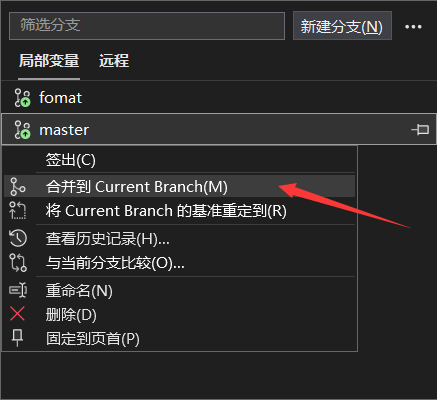 筛选分支
新建分支(N)
局部变量 远程
fomat
master
签出(C)
合并到 Current Branch(M)
将 Current Branch 的基准重定到(R)
查看历史记录(H)...
与当前分支比较(O)...
重命名(N)
删除(D)
固定到页首(P)